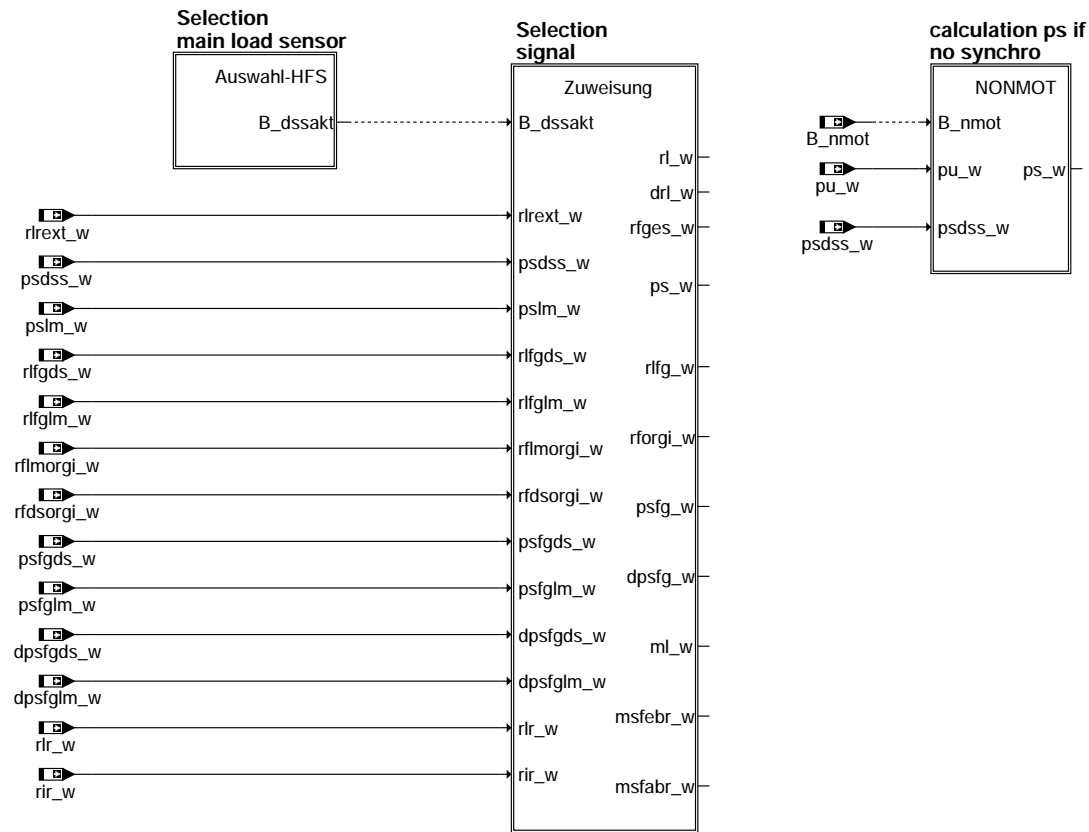 Selection
main load sensor
Auswahl-HFS
B_dssakt
Selection
signal
Zuweisung
B_dssakt
rl_w
drl_w
rlrext_w
rfges_w
psdss_w
ps_w
pslm_w
rlfgds_w
rlfg_w
rlfglm_w
rflmorgi_w
rforgi_w
rfdsorgi_w
psfg_w
psfgds_w
dpsfg_w
psfglm_w
dpsfgds_w
ml_w
dpsfglm_w
msfebr_w
rlr_w
rir_w
msfabr_w
rlrext_w
psdss_w
pslm_w
rlfgds_w
rlfglm_w
rflmorgi_w
rfdsorgi_w
psfgds_w
psfglm_w
dpsfgds_w
dpsfglm_w
rlr_w
rir_w
calculation ps if
no synchro
NONMOT
B_nmot
B_nmot
pu_w
ps_w
pu_w
psdss_w
psdss_w